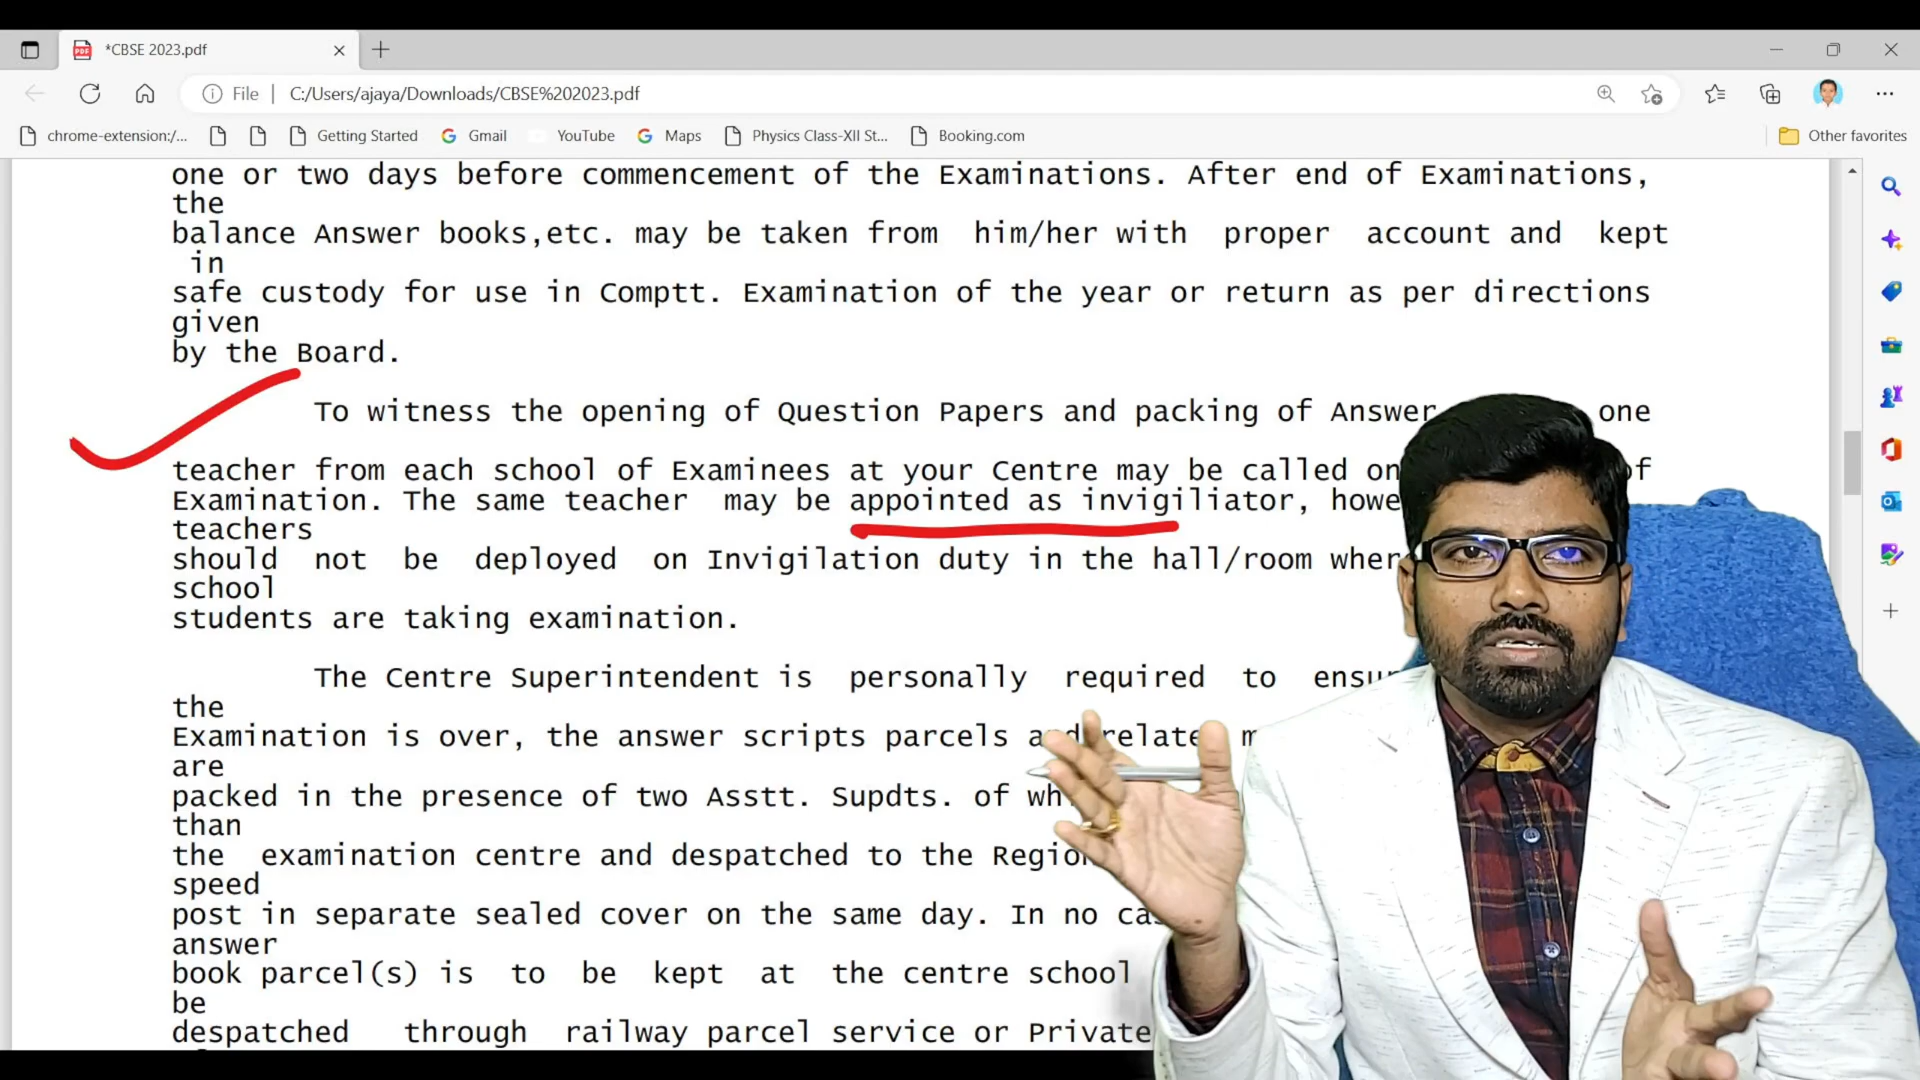 *CBSE 2023.pdf
File C:/Users/ajaya/Downloads/CBSE%202023.pdf
chrome-extension:/... Getting Started Gmail YouTube Maps Physics Class-XII St... Booking.com Other favorites
one or two days before commencement of the Examinations. After end of Examinations,
the
balance Answer books,etc. may be taken from him/her with proper account and kept
in
safe custody for use in Comptt. Examination of the year or return as per directions
given
by the Board.
To witness the opening of Question Papers and packing of Answer one
teacher from each school of Examinees at your Centre may be called on of
Examination. The same teacher may be appointed as invigiliator,
teachers
should not be deployed on Invigilation duty in the hall/room
school
students are taking examination.
The Centre Superintendent is personally required to
the
Examination is over, the answer scripts parcels
are
packed in the presence of two Asstt. Supdts. of
than
the examination centre and despatched to the
speed
post in separate sealed cover on the same day. In no
answer
book parcel(s) is to be kept at the centre school
be
despatched through railway parcel service or Private